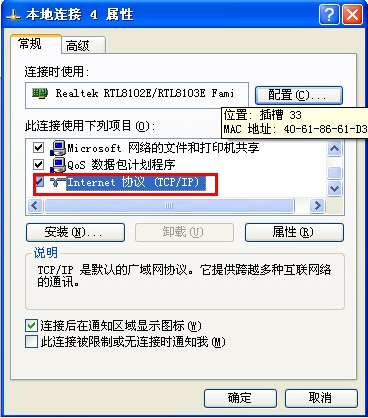 本地连接 4 属性
常规
高级
连接时使用:
Realtek RTL8102E/RTL8103E Fami
配置(C)...
位置: 插槽 33
MAC 地址: 40-61-86-61-D3
此连接使用下列项目(O):
Microsoft 网络的文件和打印机共享
QoS 数据包计划程序
Internet 协议 (TCP/IP)
安装(N)...
卸载(U)
属性(R)
说明
TCP/IP 是默认的广域网协议。它提供跨越多种互联网络
的通讯。
连接后在通知区域显示图标(W)
此连接被限制或无连接时通知我(M)
确定
取消